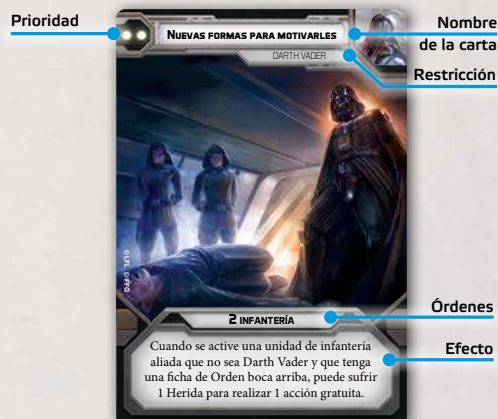 Prioridad
Nombre
de la carta
NUEVAS FORMAS PARA MOTIVARLES
DARTH VADER
Restricción
©LFL ©FFG
Órdenes
2 INFANTERÍA
Efecto
Cuando se active una unidad de infantería
aliada que no sea Darth Vader y que tenga
una ficha de Orden boca arriba, puede sufrir
1 Herida para realizar 1 acción gratuita.